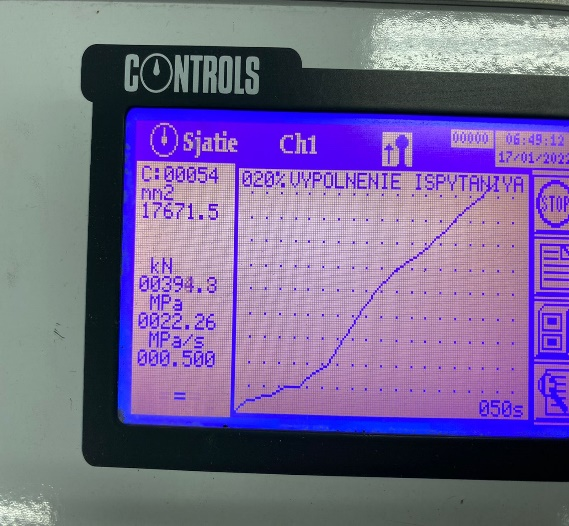 CONTROLS
Sjatie Ch1 00000 06:49:12
17/01/2022
C:00054 020% VYPOLNENIE ISPYTANIYA
mm2
17671.5
STOP
kN
00394.3
MPa
0022.26
MPa/s
000.500
=
050s